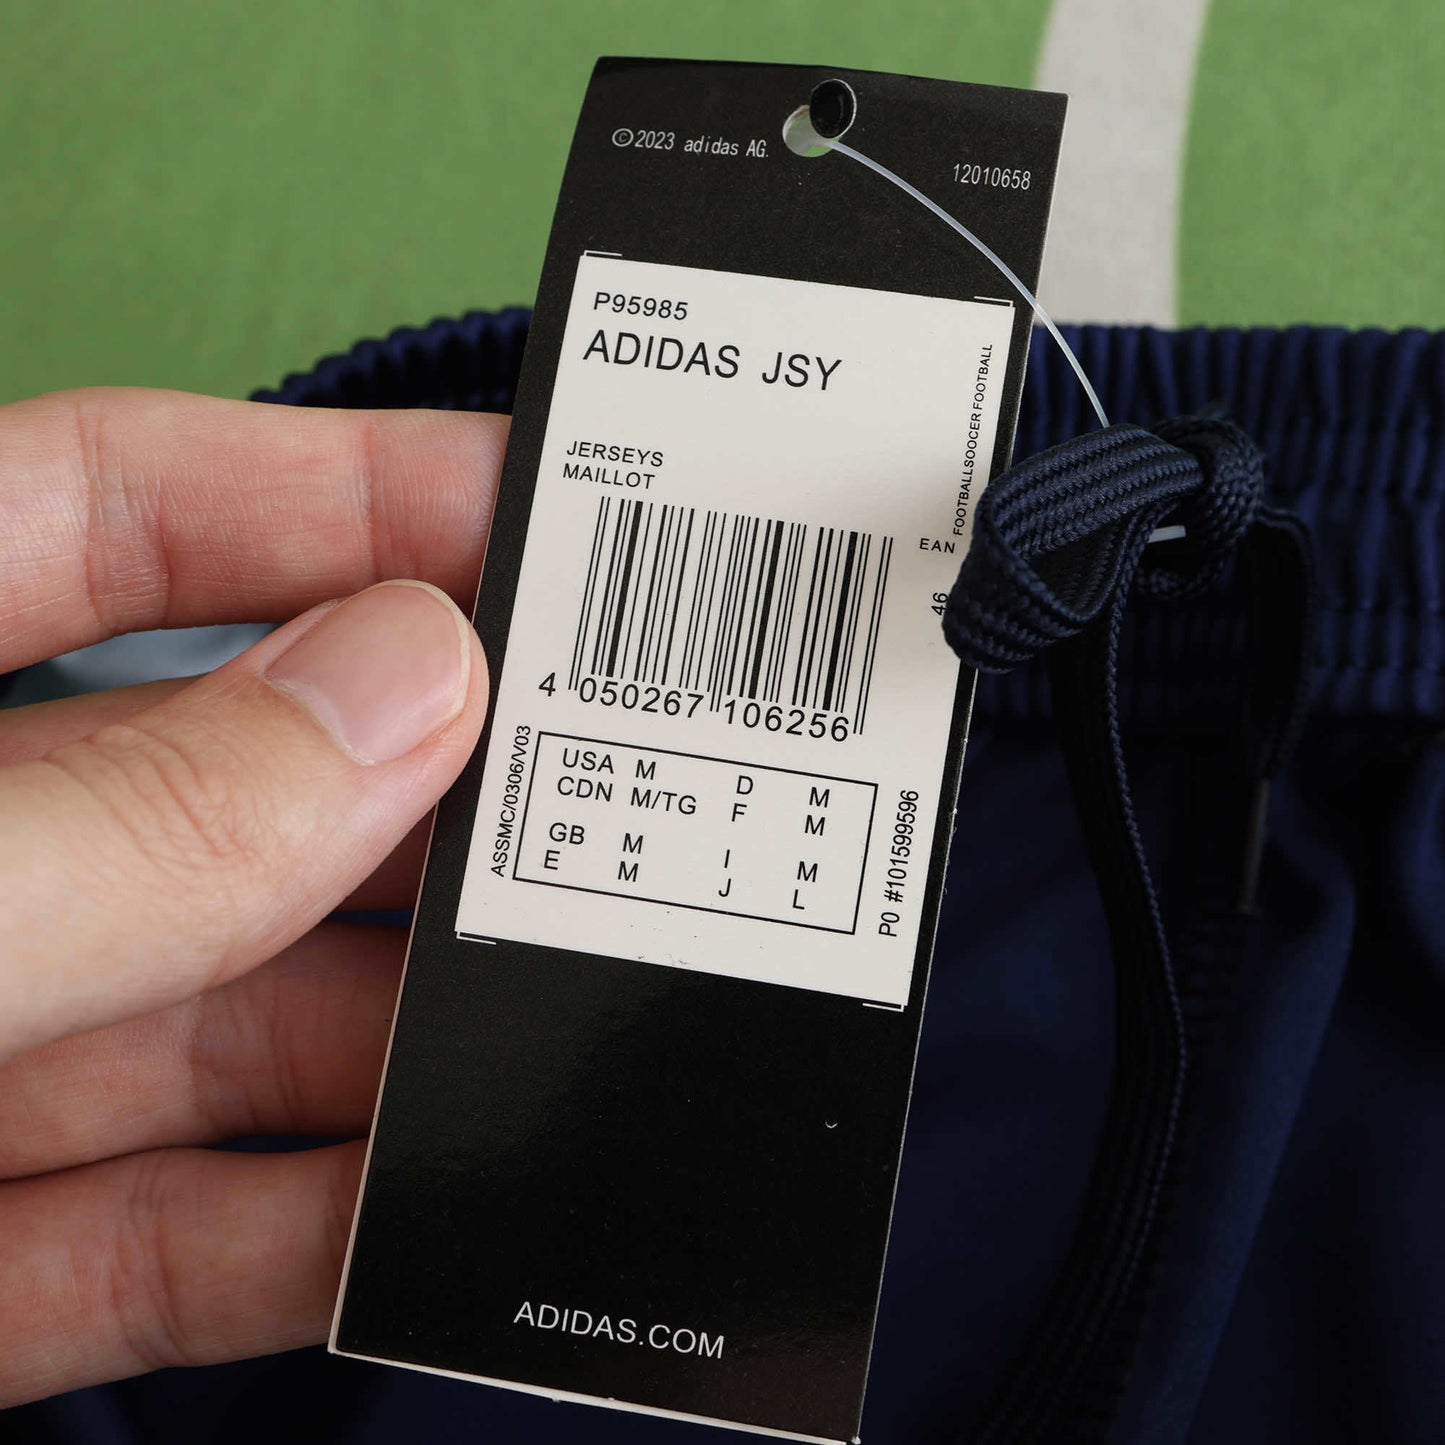 ©2023 adidas AG.
12010658
P95985
ADIDAS JSY
JERSEYS
MAILLOT
FOOTBALLSOCCER FOOTBALL
EAN
46
4 050267 106256
ASSMC/0306/V03
USA M D M
CDN M/TG F M
GB M I M
E M J L
PO #101599596
ADIDAS.COM